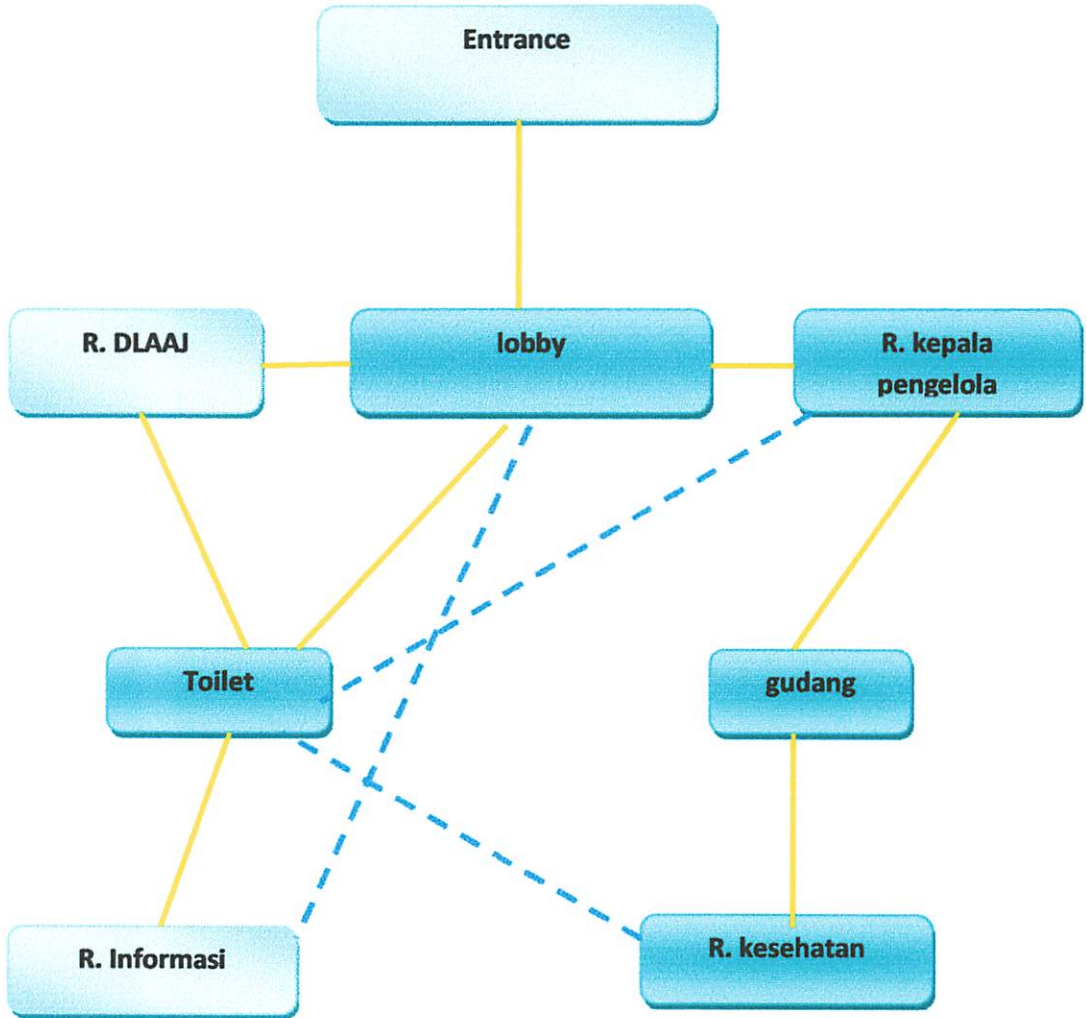 Entrance
R. DLAAJ
lobby
R. kepala
pengelola
Toilet
gudang
R. Informasi
R. kesehatan